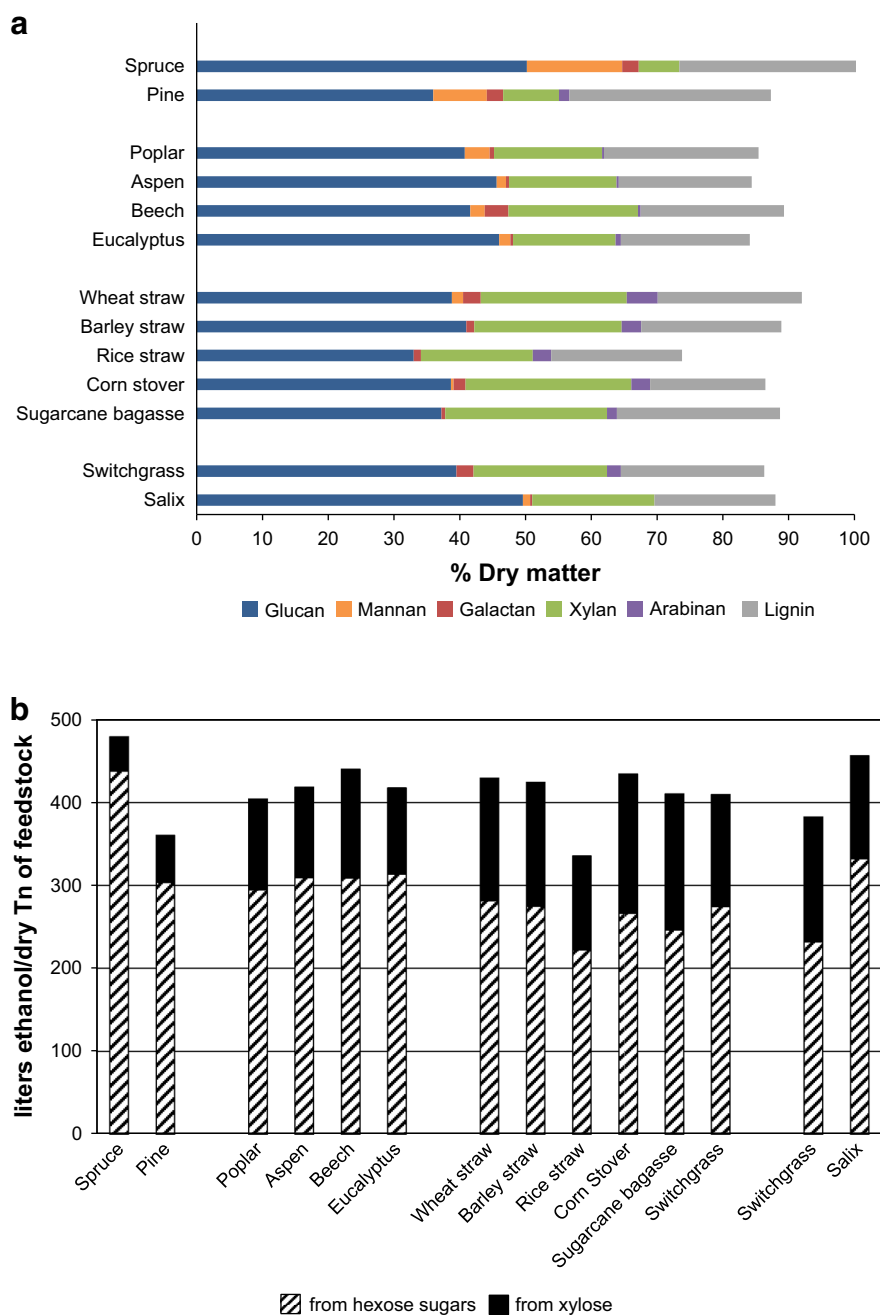 a
Spruce
Pine
Poplar
Aspen
Beech
Eucalyptus
Wheat straw
Barley straw
Rice straw
Corn stover
Sugarcane bagasse
Switchgrass
Salix
0 10 20 30 40 50 60 70 80 90 100
% Dry matter
Glucan Mannan Galactan Xylan Arabinan Lignin
b
liters ethanol/dry Tn of feedstock
500
400
300
200
100
0
Spruce Pine Poplar Aspen Beech Eucalyptus Wheat straw Barley straw Rice straw Corn Stover Sugarcane bagasse Switchgrass Switchgrass Salix
from hexose sugars from xylose